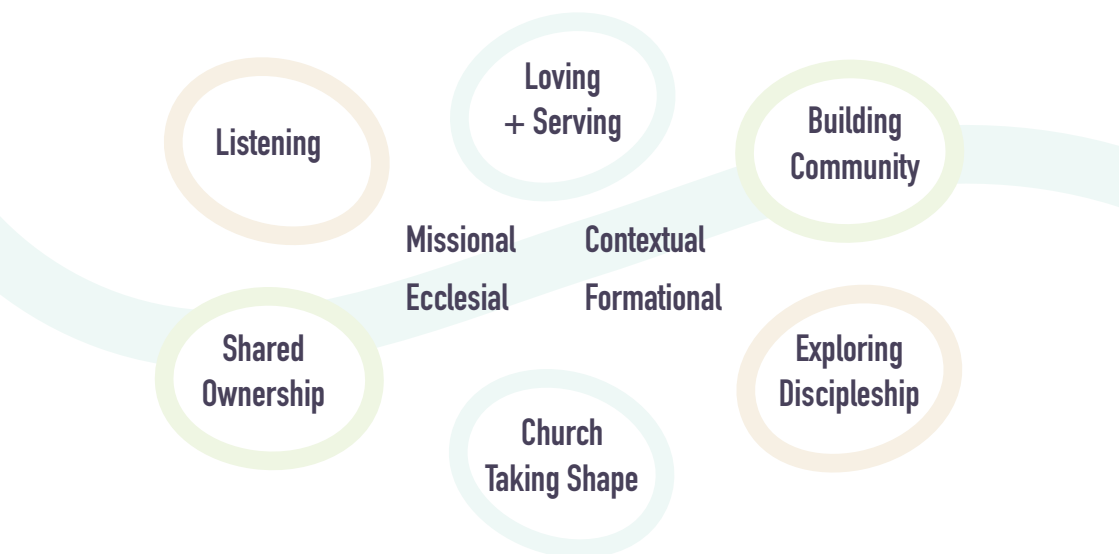 Listening
Loving
+ Serving
Building
Community
Missional
Contextual
Ecclesial
Formational
Shared
Ownership
Exploring
Discipleship
Church
Taking Shape